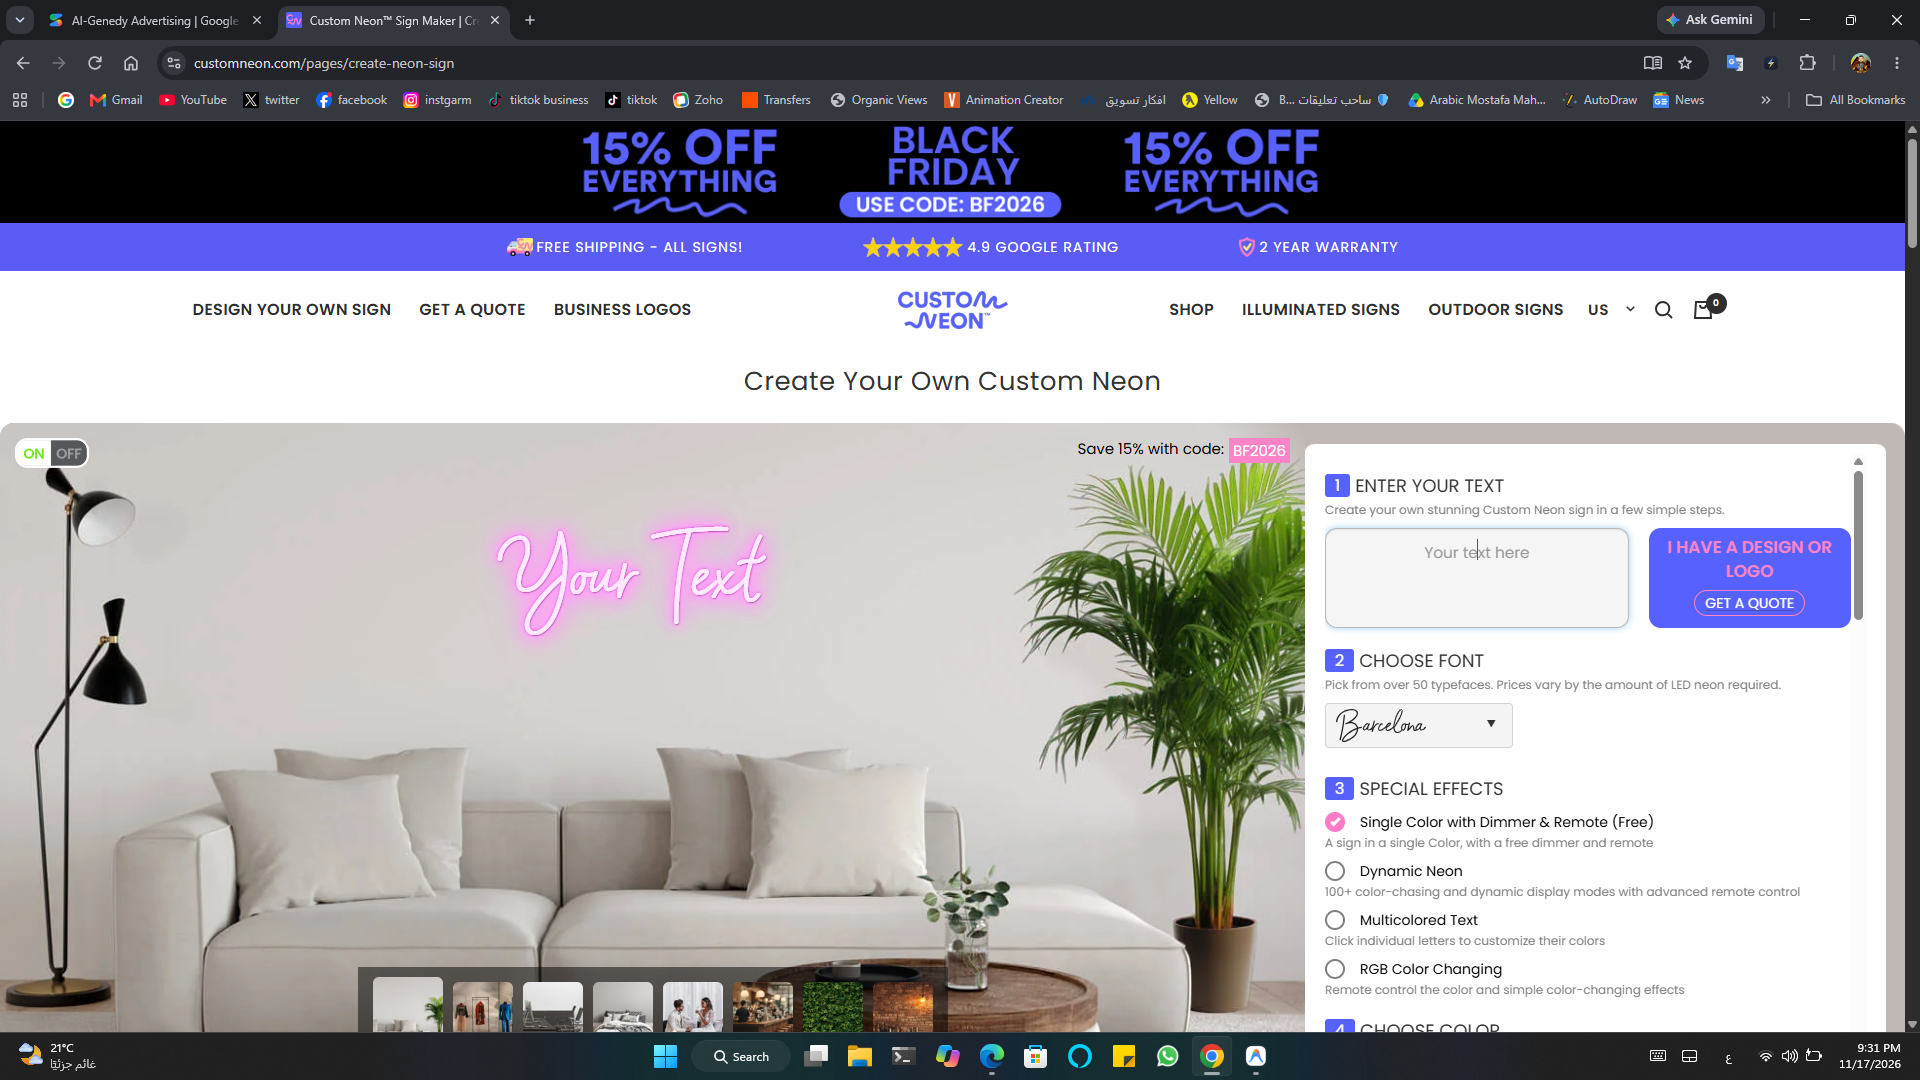 AI-Genedy Advertising | Google
Custom Neon™ Sign Maker | Cr
Ask Gemini
customneon.com/pages/create-neon-sign
Gmail
YouTube
twitter
facebook
instgarm
tiktok business
tiktok
Zoho
Transfers
Organic Views
Animation Creator
افكار تسويق
Yellow
B... ساحب تعليقات
Arabic Mostafa Mah...
AutoDraw
News
All Bookmarks
15% OFF
EVERYTHING
BLACK
FRIDAY
USE CODE: BF2026
15% OFF
EVERYTHING
FREE SHIPPING - ALL SIGNS!
4.9 GOOGLE RATING
2 YEAR WARRANTY
DESIGN YOUR OWN SIGN
GET A QUOTE
BUSINESS LOGOS
CUSTOM
NEON™
SHOP
ILLUMINATED SIGNS
OUTDOOR SIGNS
US
0
Create Your Own Custom Neon
ON OFF
Save 15% with code: BF2026
Your Text
1 ENTER YOUR TEXT
Create your own stunning Custom Neon sign in a few simple steps.
Your text here
I HAVE A DESIGN OR
LOGO
GET A QUOTE
2 CHOOSE FONT
Pick from over 50 typefaces. Prices vary by the amount of LED neon required.
Barcelona
3 SPECIAL EFFECTS
Single Color with Dimmer & Remote (Free)
A sign in a single Color, with a free dimmer and remote
Dynamic Neon
100+ color-chasing and dynamic display modes with advanced remote control
Multicolored Text
Click individual letters to customize their colors
RGB Color Changing
Remote control the color and simple color-changing effects
4 CHOOSE COLOR
21°C
غائم جزئيًا
Search
ع
9:31 PM
11/17/2026